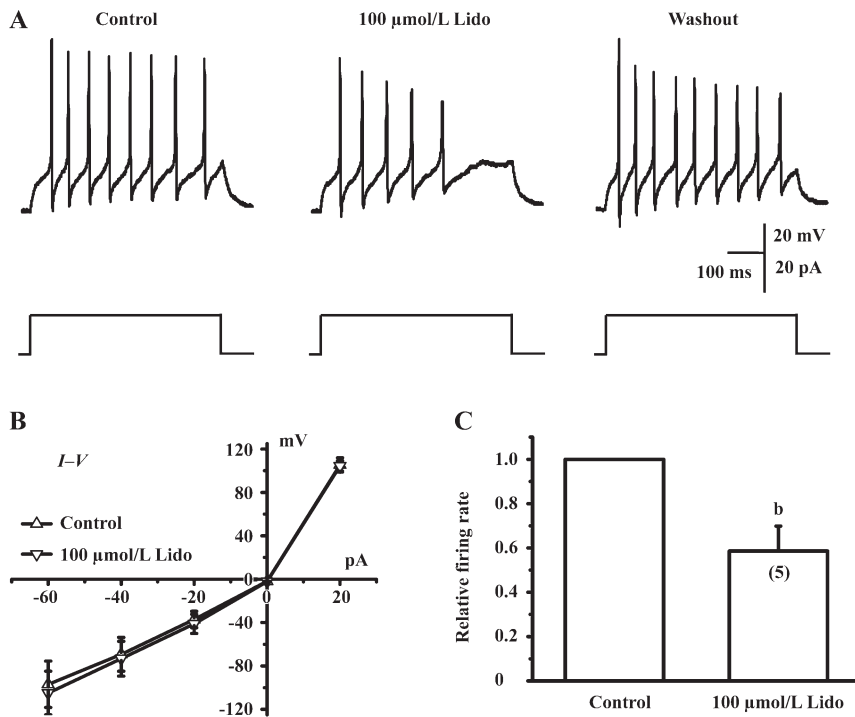 A
Control
100 µmol/L Lido
Washout
20 mV
100 ms
20 pA
B
I–V
mV
Control
100 µmol/L Lido
pA
120
80
40
0
-40
-80
-120
-60
-40
-20
0
20
C
Relative firing rate
1.0
0.8
0.6
0.4
0.2
0
b
(5)
Control
100 µmol/L Lido